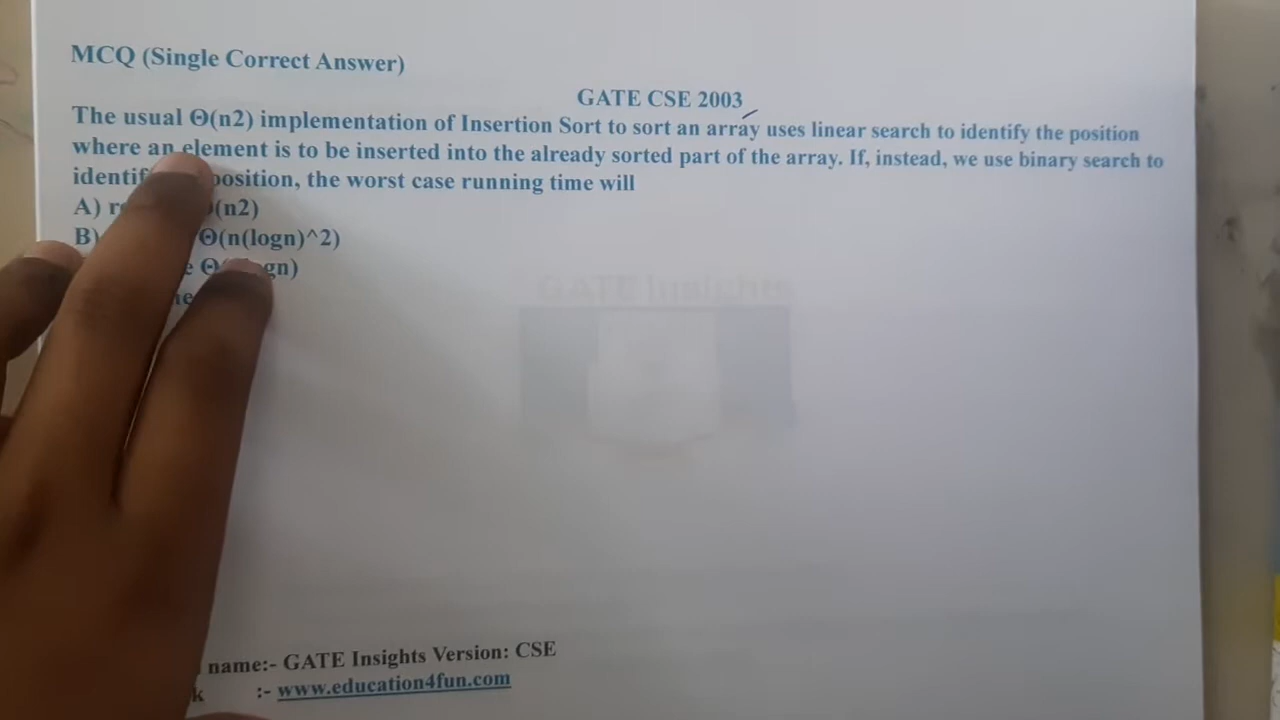 MCQ (Single Correct Answer)
GATE CSE 2003
The usual Θ(n2) implementation of Insertion Sort to sort an array uses linear search to identify the position
where an element is to be inserted into the already sorted part of the array. If, instead, we use binary search to
position, the worst case running time will
A) (n2)
B) Θ(n(logn)^2)
GATE Insights
name:- GATE Insights Version: CSE
:- www.education4fun.com